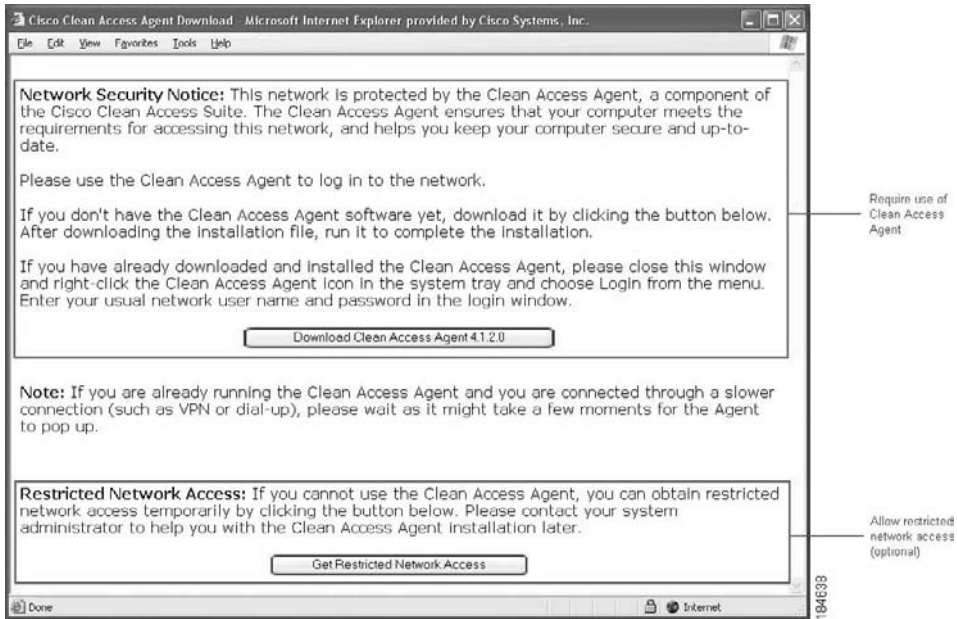 Cisco Clean Access Agent Download - Microsoft Internet Explorer provided by Cisco Systems, Inc.
File Edit View Favorites Tools Help
Network Security Notice: This network is protected by the Clean Access Agent, a component of
the Cisco Clean Access Suite. The Clean Access Agent ensures that your computer meets the
requirements for accessing this network, and helps you keep your computer secure and up-to-
date.
Please use the Clean Access Agent to log in to the network.
If you don't have the Clean Access Agent software yet, download it by clicking the button below.
After downloading the installation file, run it to complete the installation.
If you have already downloaded and installed the Clean Access Agent, please close this window
and right-click the Clean Access Agent icon in the system tray and choose Login from the menu.
Enter your usual network user name and password in the login window.
Download Clean Access Agent 4.1.2.0
Require use of
Clean Access
Agent
Note: If you are already running the Clean Access Agent and you are connected through a slower
connection (such as VPN or dial-up), please wait as it might take a few moments for the Agent
to pop up.
Restricted Network Access: If you cannot use the Clean Access Agent, you can obtain restricted
network access temporarily by clicking the button below. Please contact your system
administrator to help you with the Clean Access Agent installation later.
Get Restricted Network Access
Allow restricted
network access
(optional)
Done
Internet
184638